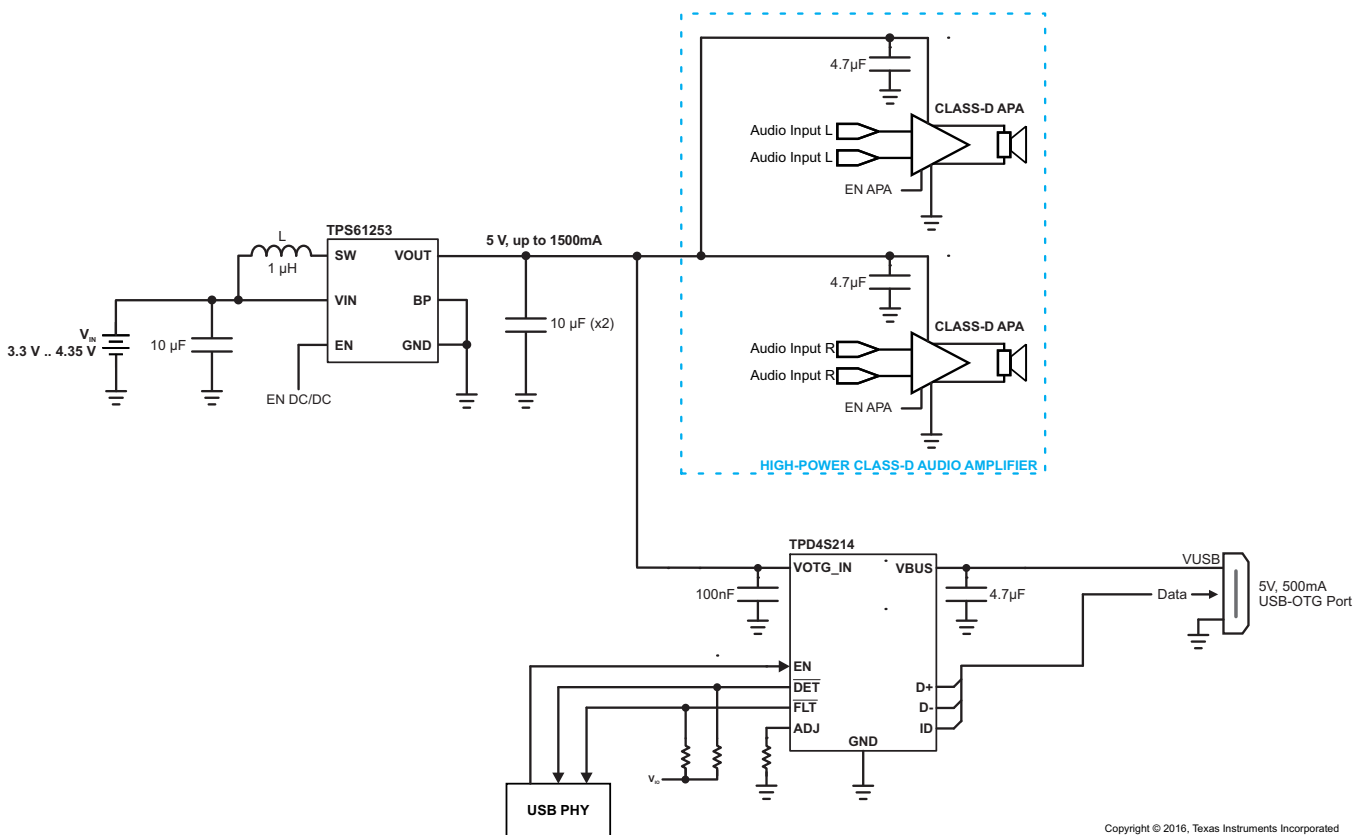 4.7µF
CLASS-D APA
Audio Input L
Audio Input L
EN APA
TPS61253
L
1 µH
SW
VOUT
5 V, up to 1500mA
VIN
BP
EN
GND
V_IN
3.3 V .. 4.35 V
10 µF
EN DC/DC
10 µF (x2)
4.7µF
CLASS-D APA
Audio Input R
Audio Input R
EN APA
HIGH-POWER CLASS-D AUDIO AMPLIFIER
TPD4S214
VOTG_IN
VBUS
100nF
4.7µF
VUSB
Data
5V, 500mA
USB-OTG Port
EN
DET
FLT
ADJ
D+
D-
ID
GND
V_IO
USB PHY
Copyright © 2016, Texas Instruments Incorporated